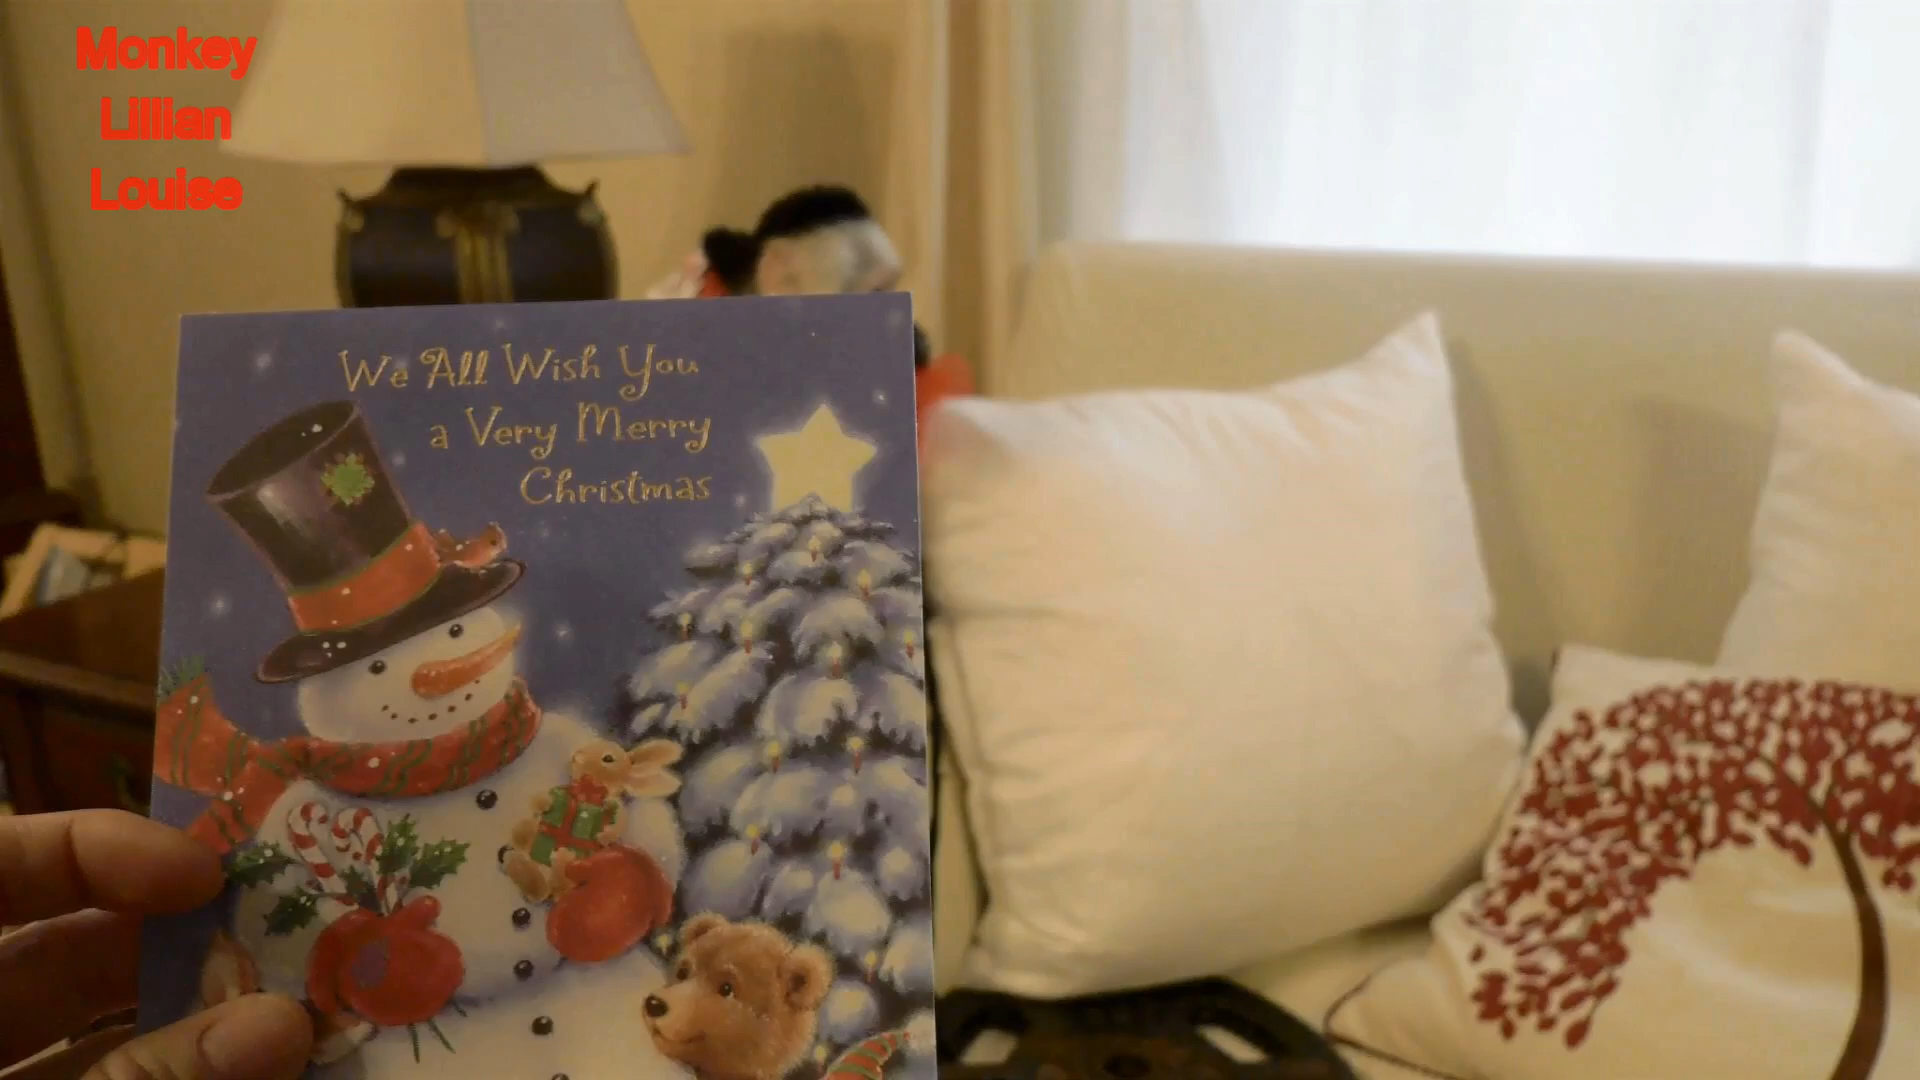 Monkey
Lillian
Louise
We All Wish You
a Very Merry
Christmas